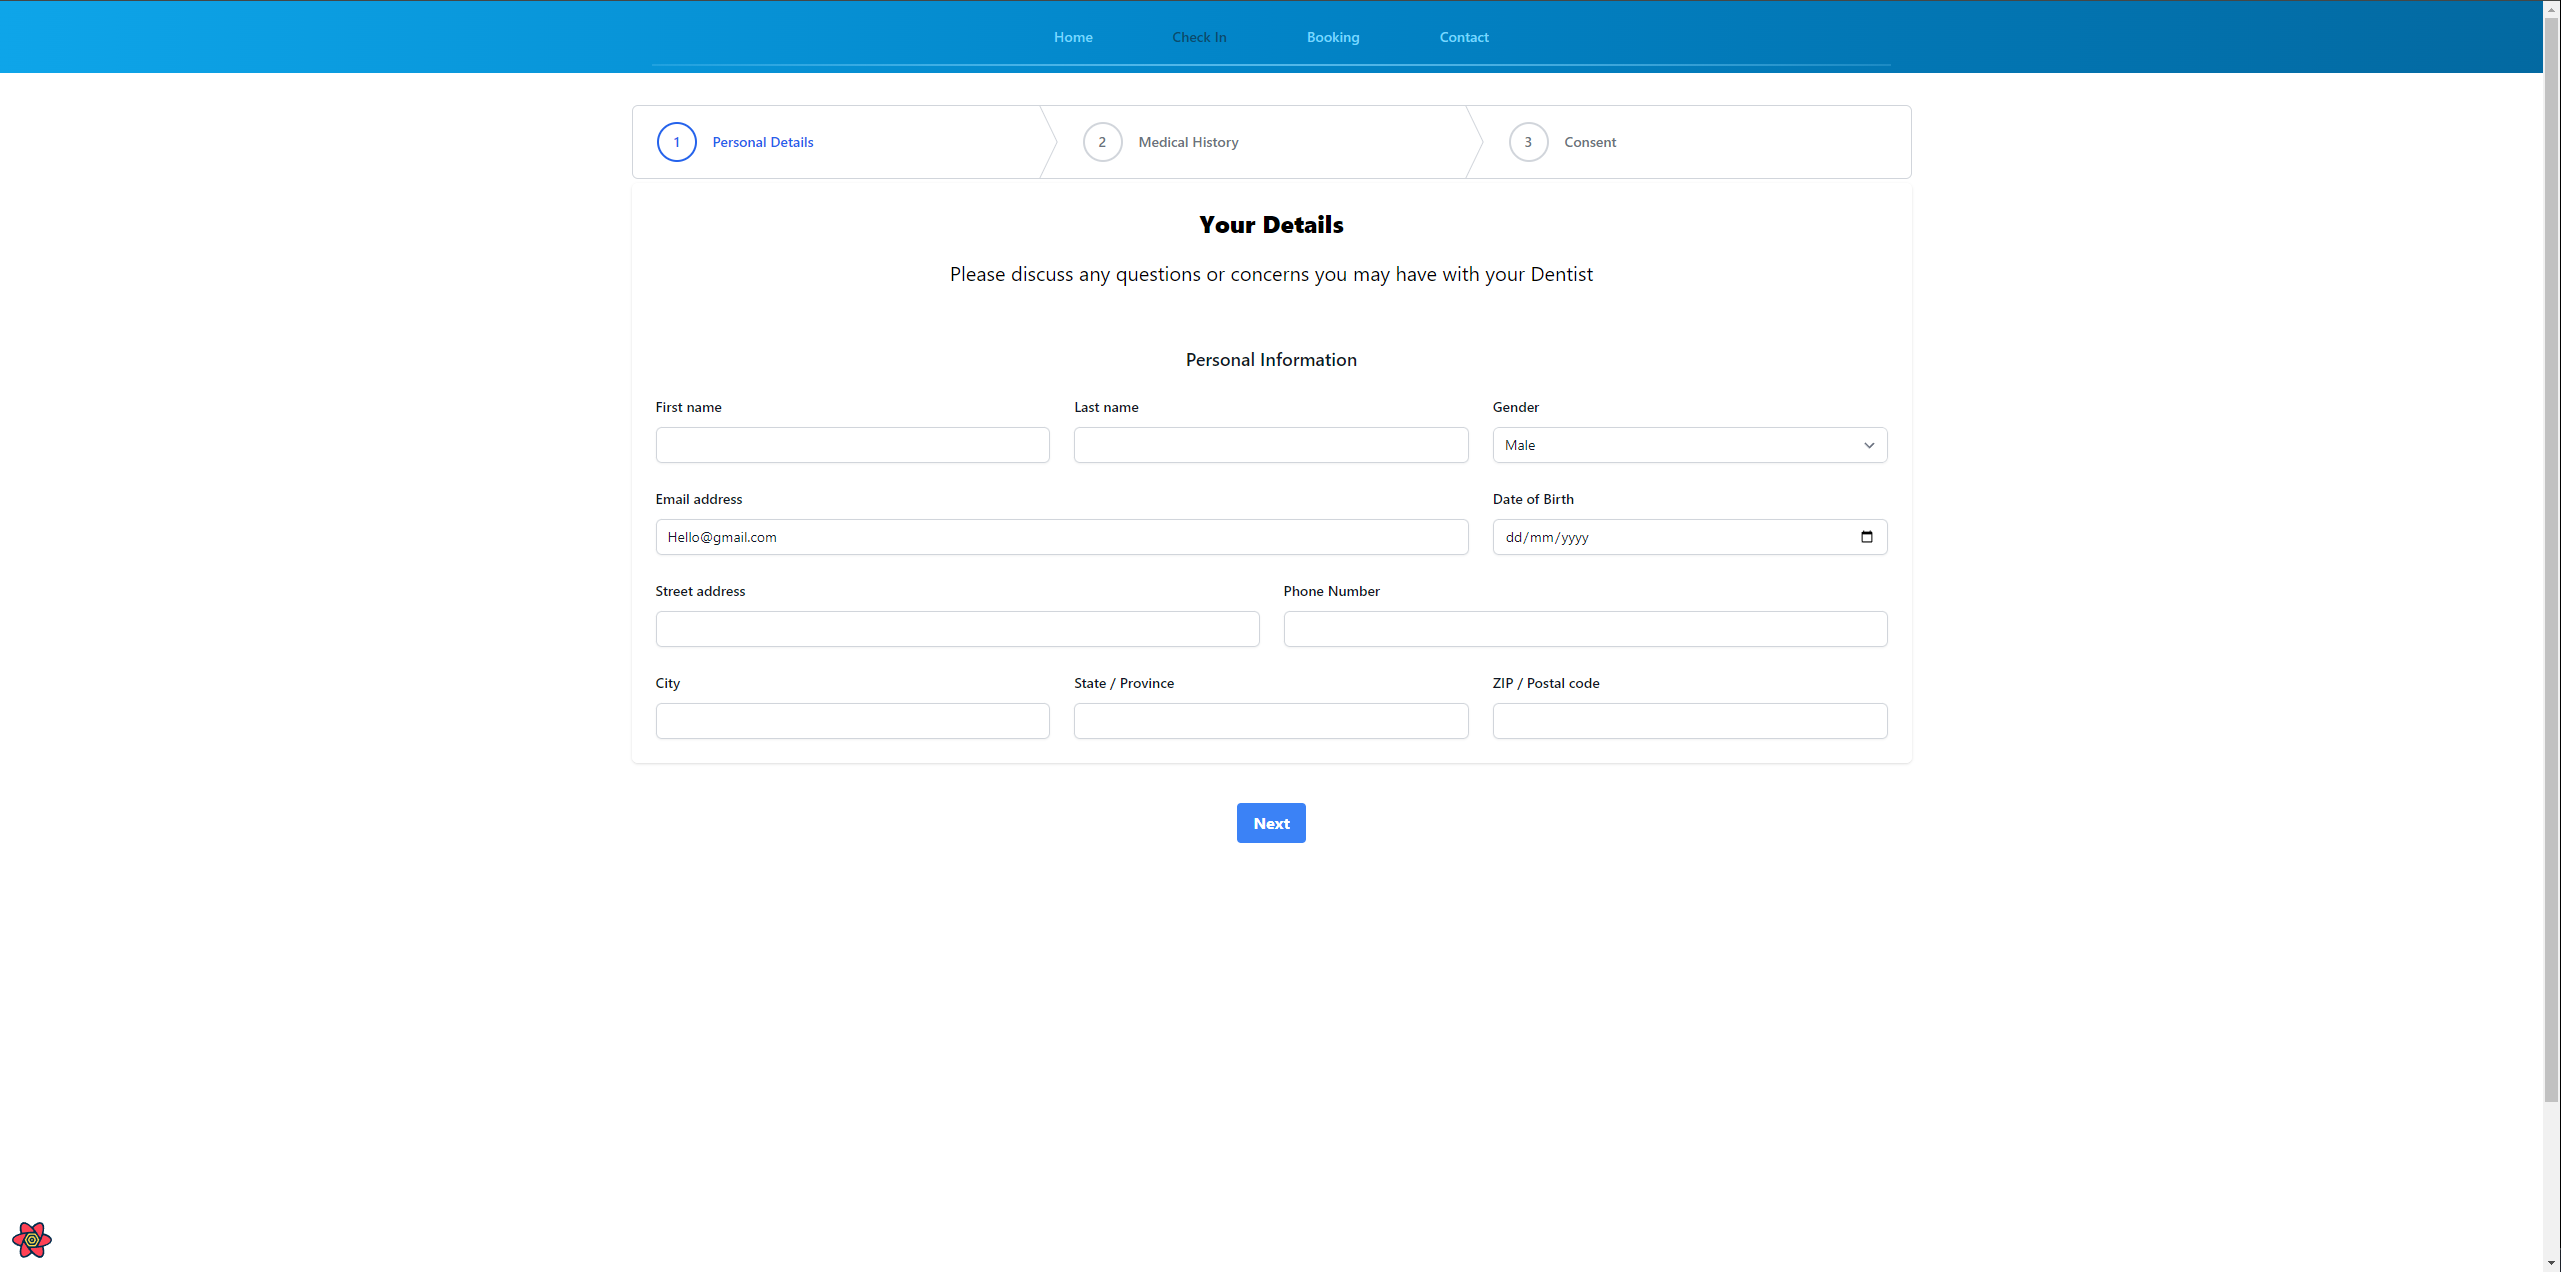 Home Check In Booking Contact
1 Personal Details 2 Medical History 3 Consent
Your Details
Please discuss any questions or concerns you may have with your Dentist
Personal Information
First name Last name Gender
Male
Email address Date of Birth
Hello@gmail.com dd/mm/yyyy
Street address Phone Number
City State / Province ZIP / Postal code
Next